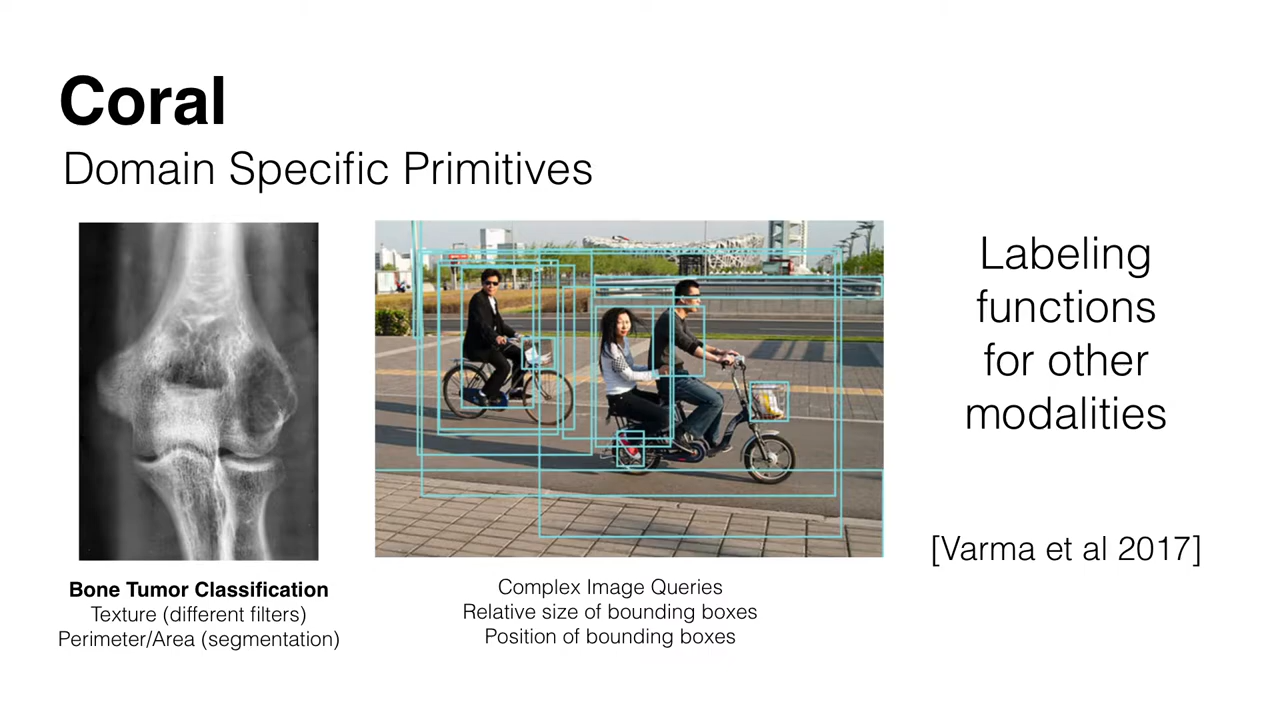 Coral
Domain Specific Primitives
Labeling
functions
for other
modalities
[Varma et al 2017]
Bone Tumor Classification
Texture (different filters)
Perimeter/Area (segmentation)
Complex Image Queries
Relative size of bounding boxes
Position of bounding boxes